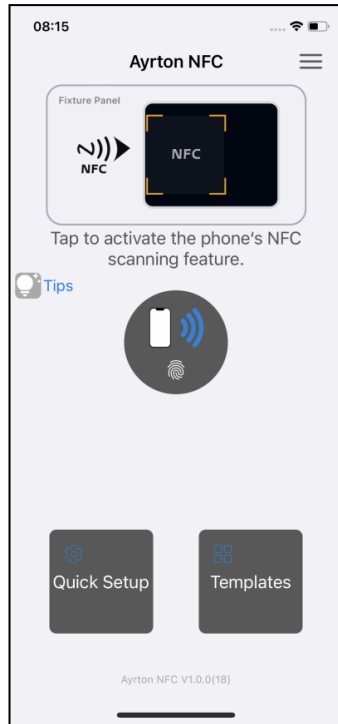 08:15
Ayrton NFC
Fixture Panel
NFC
NFC
Tap to activate the phone's NFC
scanning feature.
Tips
Quick Setup
Templates
Ayrton NFC V1.0.0(18)